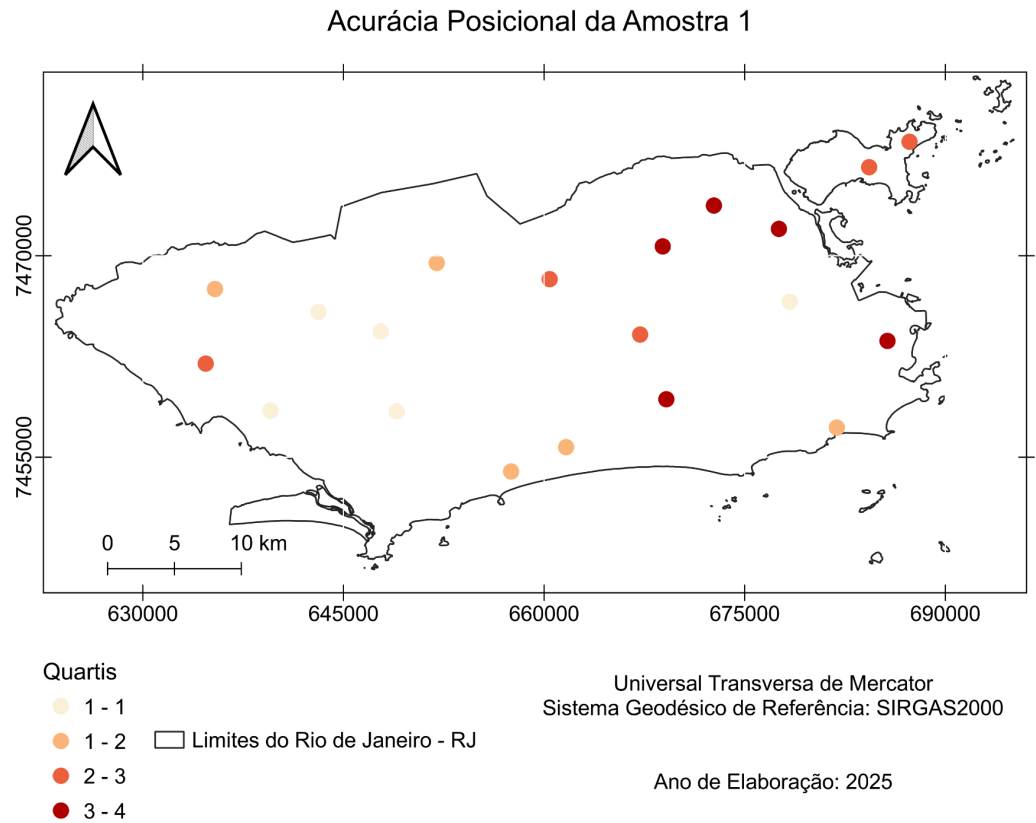 Acurácia Posicional da Amostra 1
7470000
7455000
0 5 10 km
630000 645000 660000 675000 690000
Quartis
1 - 1
1 - 2
2 - 3
3 - 4
Limites do Rio de Janeiro - RJ
Universal Transversa de Mercator
Sistema Geodésico de Referência: SIRGAS2000
Ano de Elaboração: 2025